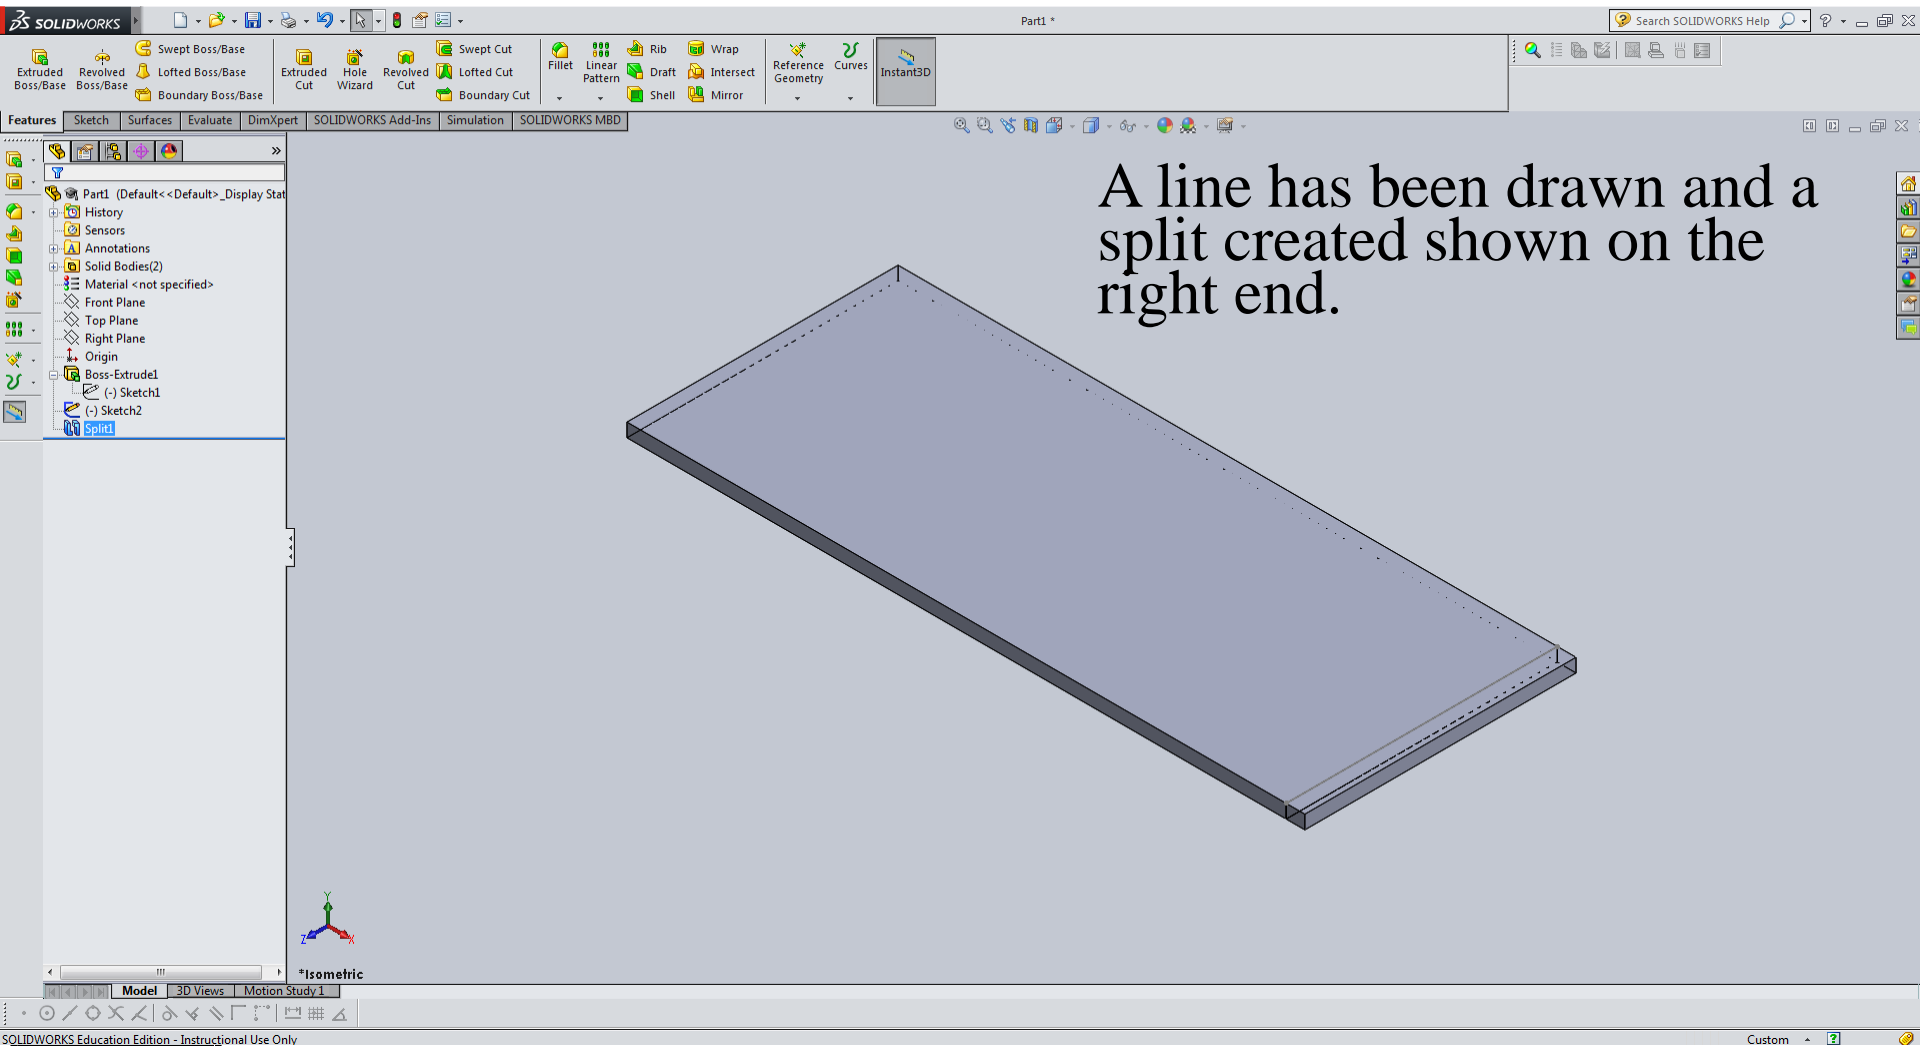 SOLIDWORKS
Part1 *
Search SOLIDWORKS Help
Extruded Boss/Base
Revolved Boss/Base
Swept Boss/Base
Lofted Boss/Base
Boundary Boss/Base
Extruded Cut
Hole Wizard
Revolved Cut
Swept Cut
Lofted Cut
Boundary Cut
Fillet
Linear Pattern
Rib
Draft
Shell
Wrap
Intersect
Mirror
Reference Geometry
Curves
Instant3D
Features Sketch Surfaces Evaluate DimXpert SOLIDWORKS Add-Ins Simulation SOLIDWORKS MBD
Part1 (Default<<Default>_Display Stat
History
Sensors
Annotations
Solid Bodies(2)
Material <not specified>
Front Plane
Top Plane
Right Plane
Origin
Boss-Extrude1
(-) Sketch1
(-) Sketch2
Split1
A line has been drawn and a
split created shown on the
right end.
Y
Z
X
*Isometric
Model 3D Views Motion Study 1
SOLIDWORKS Education Edition - Instructional Use Only
Custom